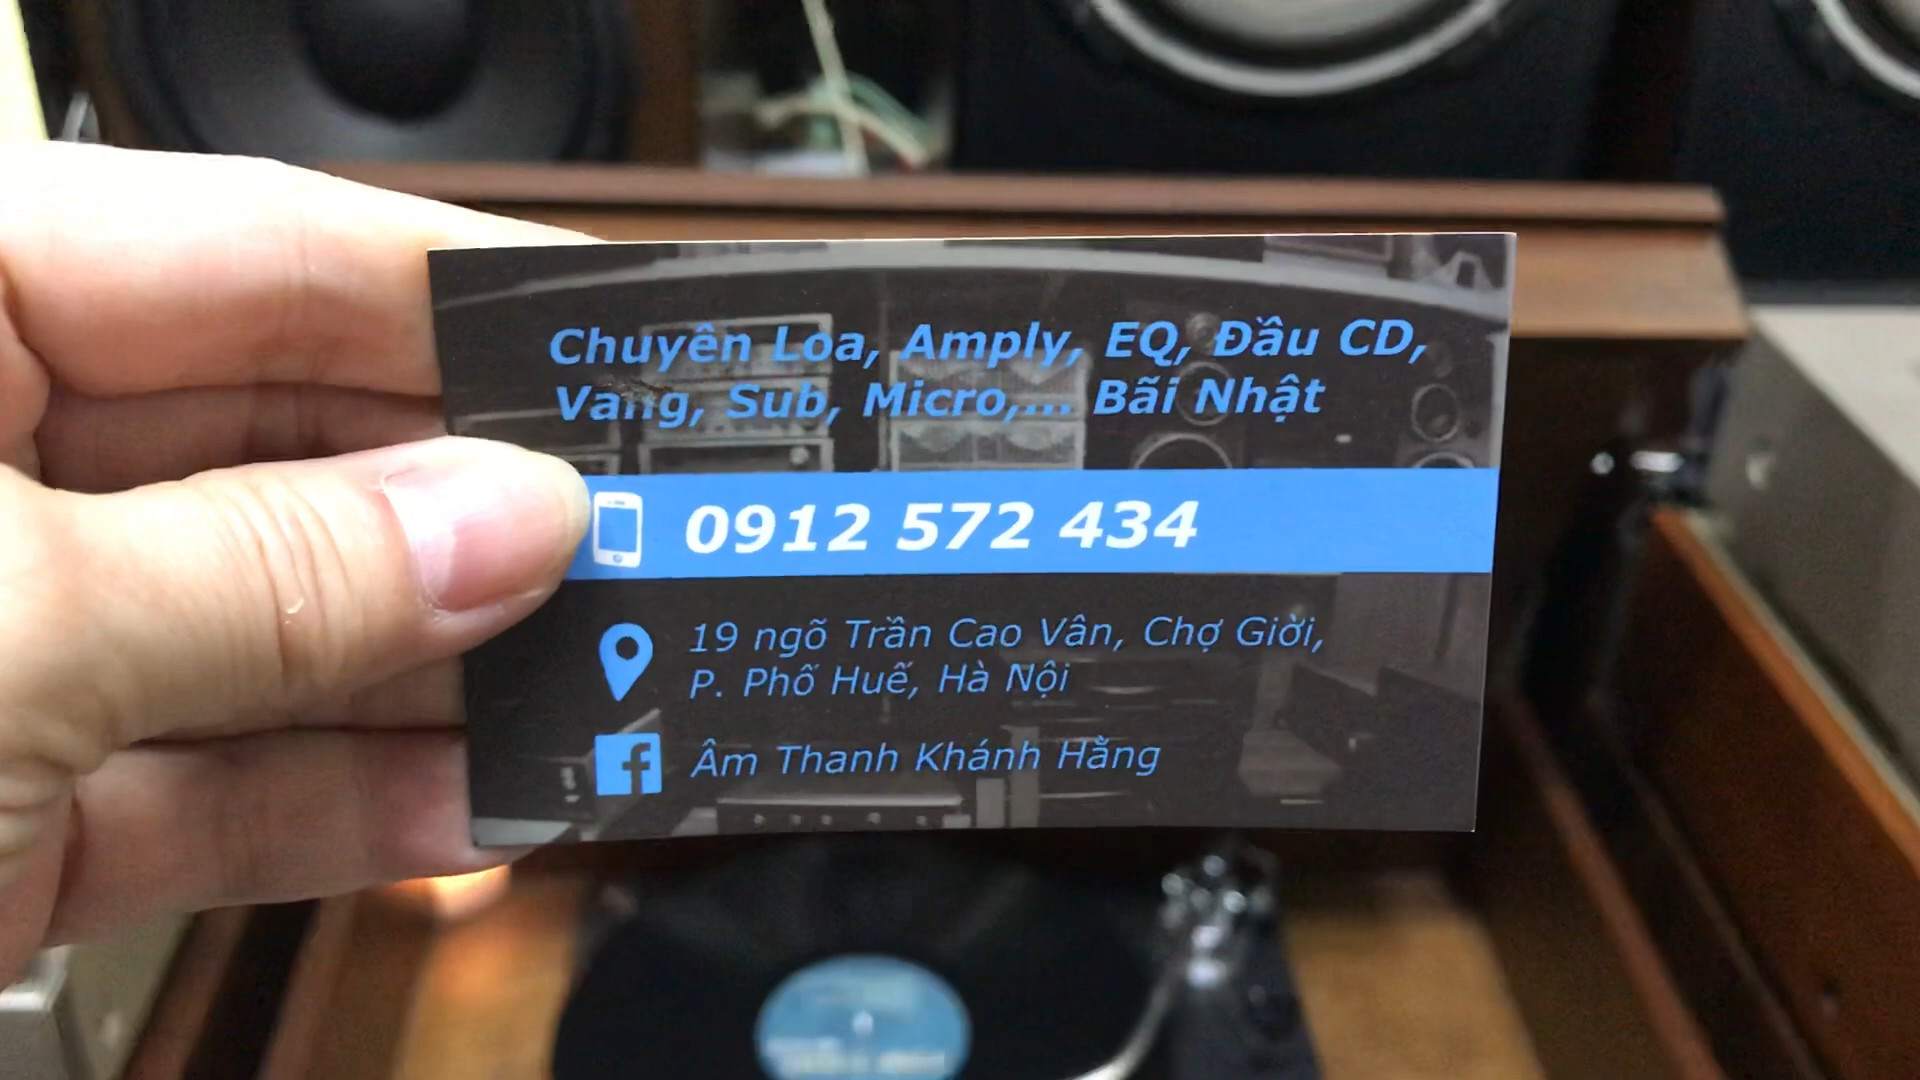 Chuyên Loa, Amply, EQ, Đầu CD,
Vang, Sub, Micro,... Bãi Nhật
0912 572 434
19 ngõ Trần Cao Vân, Chợ Giời,
P. Phố Huế, Hà Nội
Âm Thanh Khánh Hằng